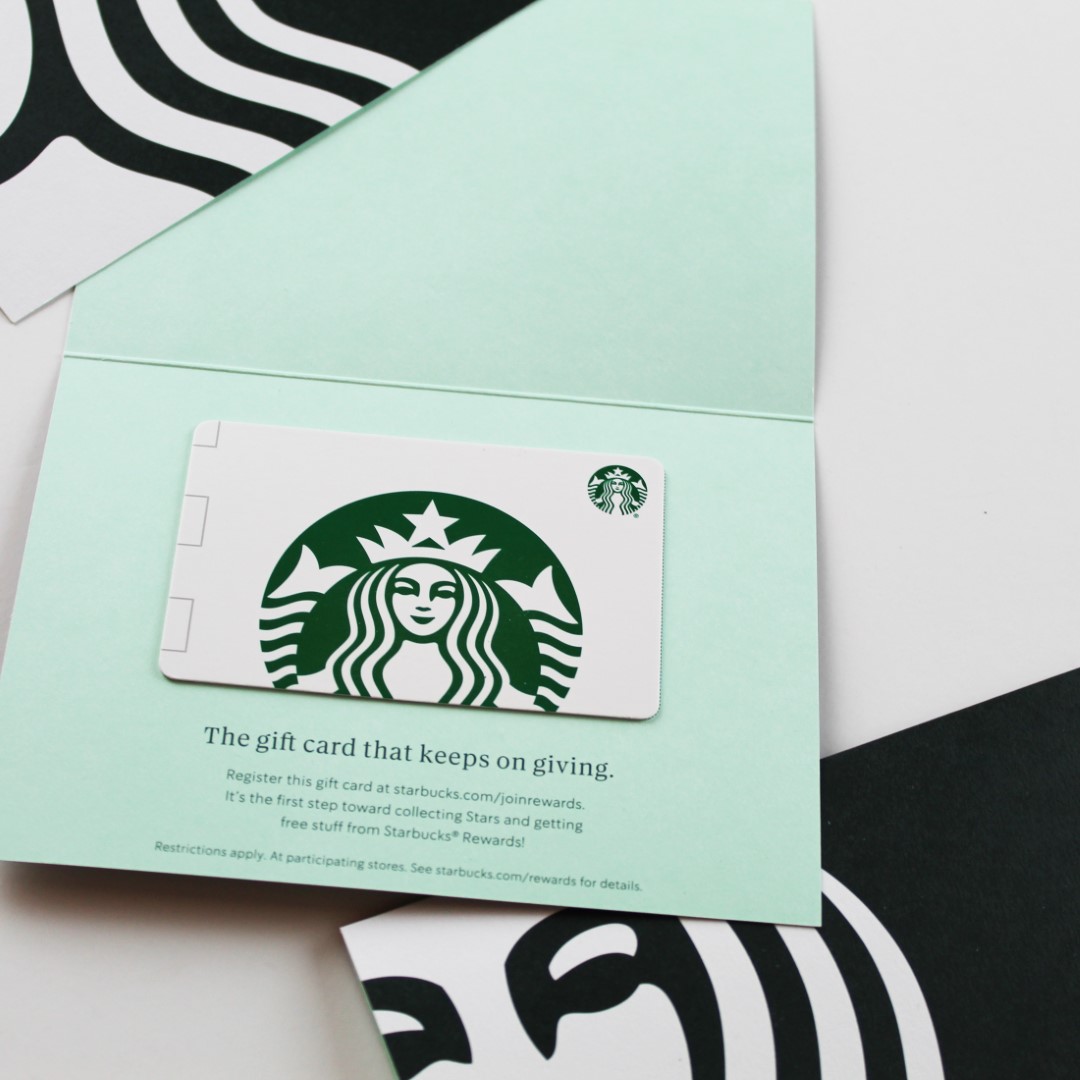 The gift card that keeps on giving.
Register this gift card at starbucks.com/joinrewards.
It's the first step toward collecting Stars and getting
free stuff from Starbucks® Rewards!
Restrictions apply. At participating stores. See starbucks.com/rewards for details.